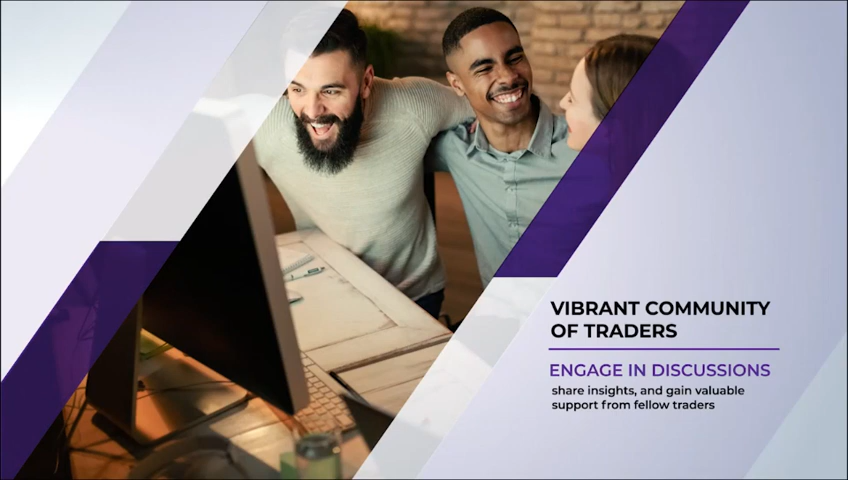 VIBRANT COMMUNITY
OF TRADERS
ENGAGE IN DISCUSSIONS
share insights, and gain valuable
support from fellow traders